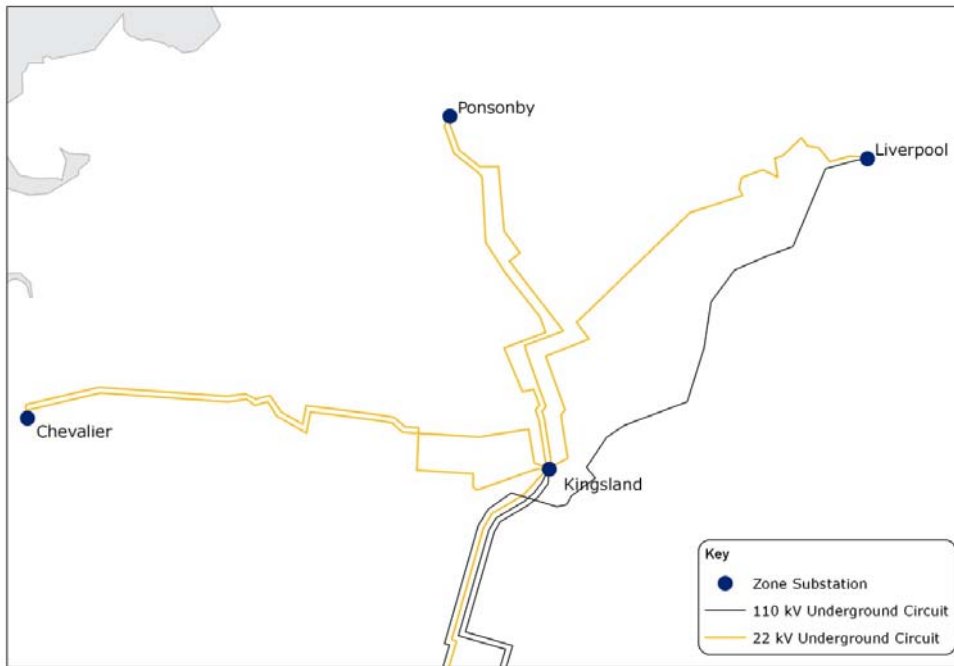 Ponsonby
Liverpool
Chevalier
Kingsland
Key
Zone Substation
110 kV Underground Circuit
22 kV Underground Circuit